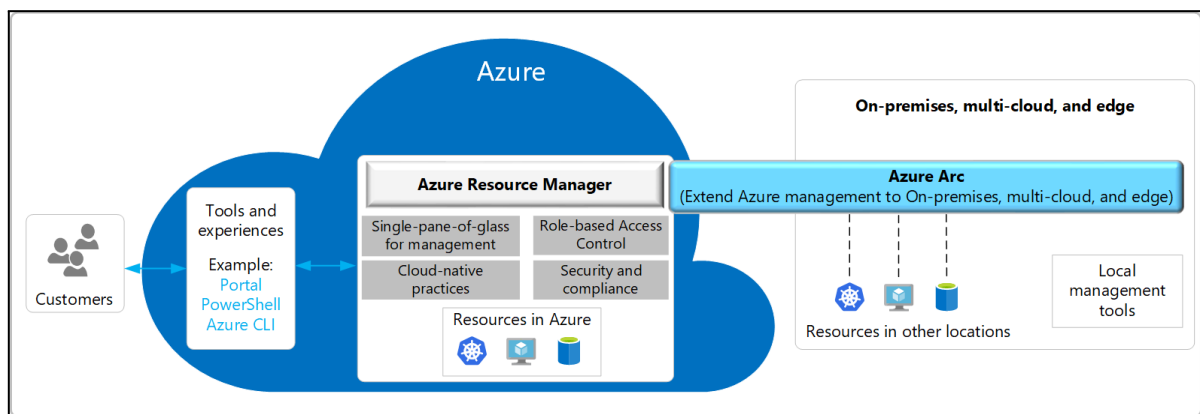 Azure
On-premises, multi-cloud, and edge
Azure Resource Manager
Azure Arc
(Extend Azure management to On-premises, multi-cloud, and edge)
Customers
Tools and
experiences
Example:
Portal
PowerShell
Azure CLI
Single-pane-of-glass
for management
Role-based Access
Control
Cloud-native
practices
Security and
compliance
Resources in Azure
Resources in other locations
Local
management
tools